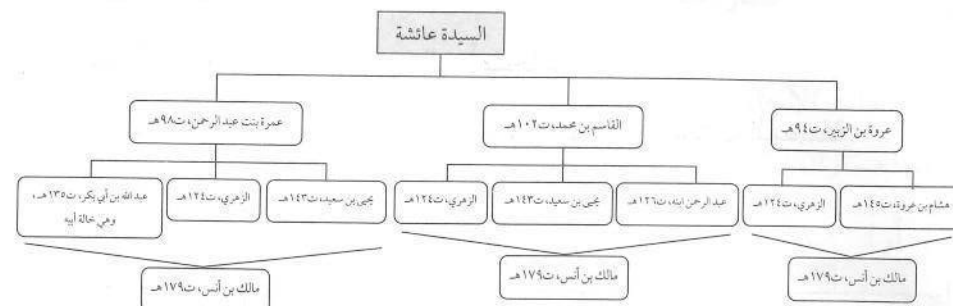 السيدة عائشة
عروة بن الزبير، ت٩٤هـ
القاسم بن محمد، ت١٠٢هـ
عمرة بنت عبد الرحمن، ت٩٨هـ
هشام بن عروة، ت١٤٥هـ
الزهري، ت١٢٤هـ
عبد الرحمن ابنه، ت١٢٦هـ
يحيى بن سعيد، ت١٤٣هـ
الزهري، ت١٢٤هـ
يحيى بن سعيد، ت١٤٣هـ
الزهري، ت١٢٤هـ
عبد الله بن أبي بكر، ت١٣٥هـ،
وهي خالة أبيه
مالك بن أنس، ت١٧٩هـ
مالك بن أنس، ت١٧٩هـ
مالك بن أنس، ت١٧٩هـ